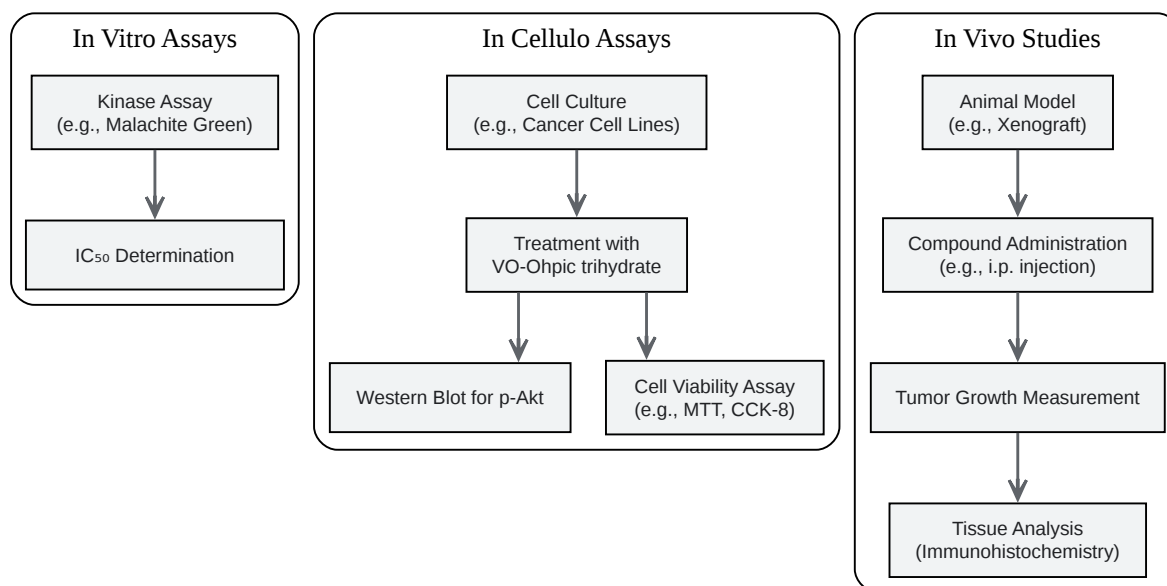 In Vitro Assays
Kinase Assay
(e.g., Malachite Green)
IC₅₀ Determination
In Cellulo Assays
Cell Culture
(e.g., Cancer Cell Lines)
Treatment with
VO-Ohpic trihydrate
Western Blot for p-Akt
Cell Viability Assay
(e.g., MTT, CCK-8)
In Vivo Studies
Animal Model
(e.g., Xenograft)
Compound Administration
(e.g., i.p. injection)
Tumor Growth Measurement
Tissue Analysis
(Immunohistochemistry)